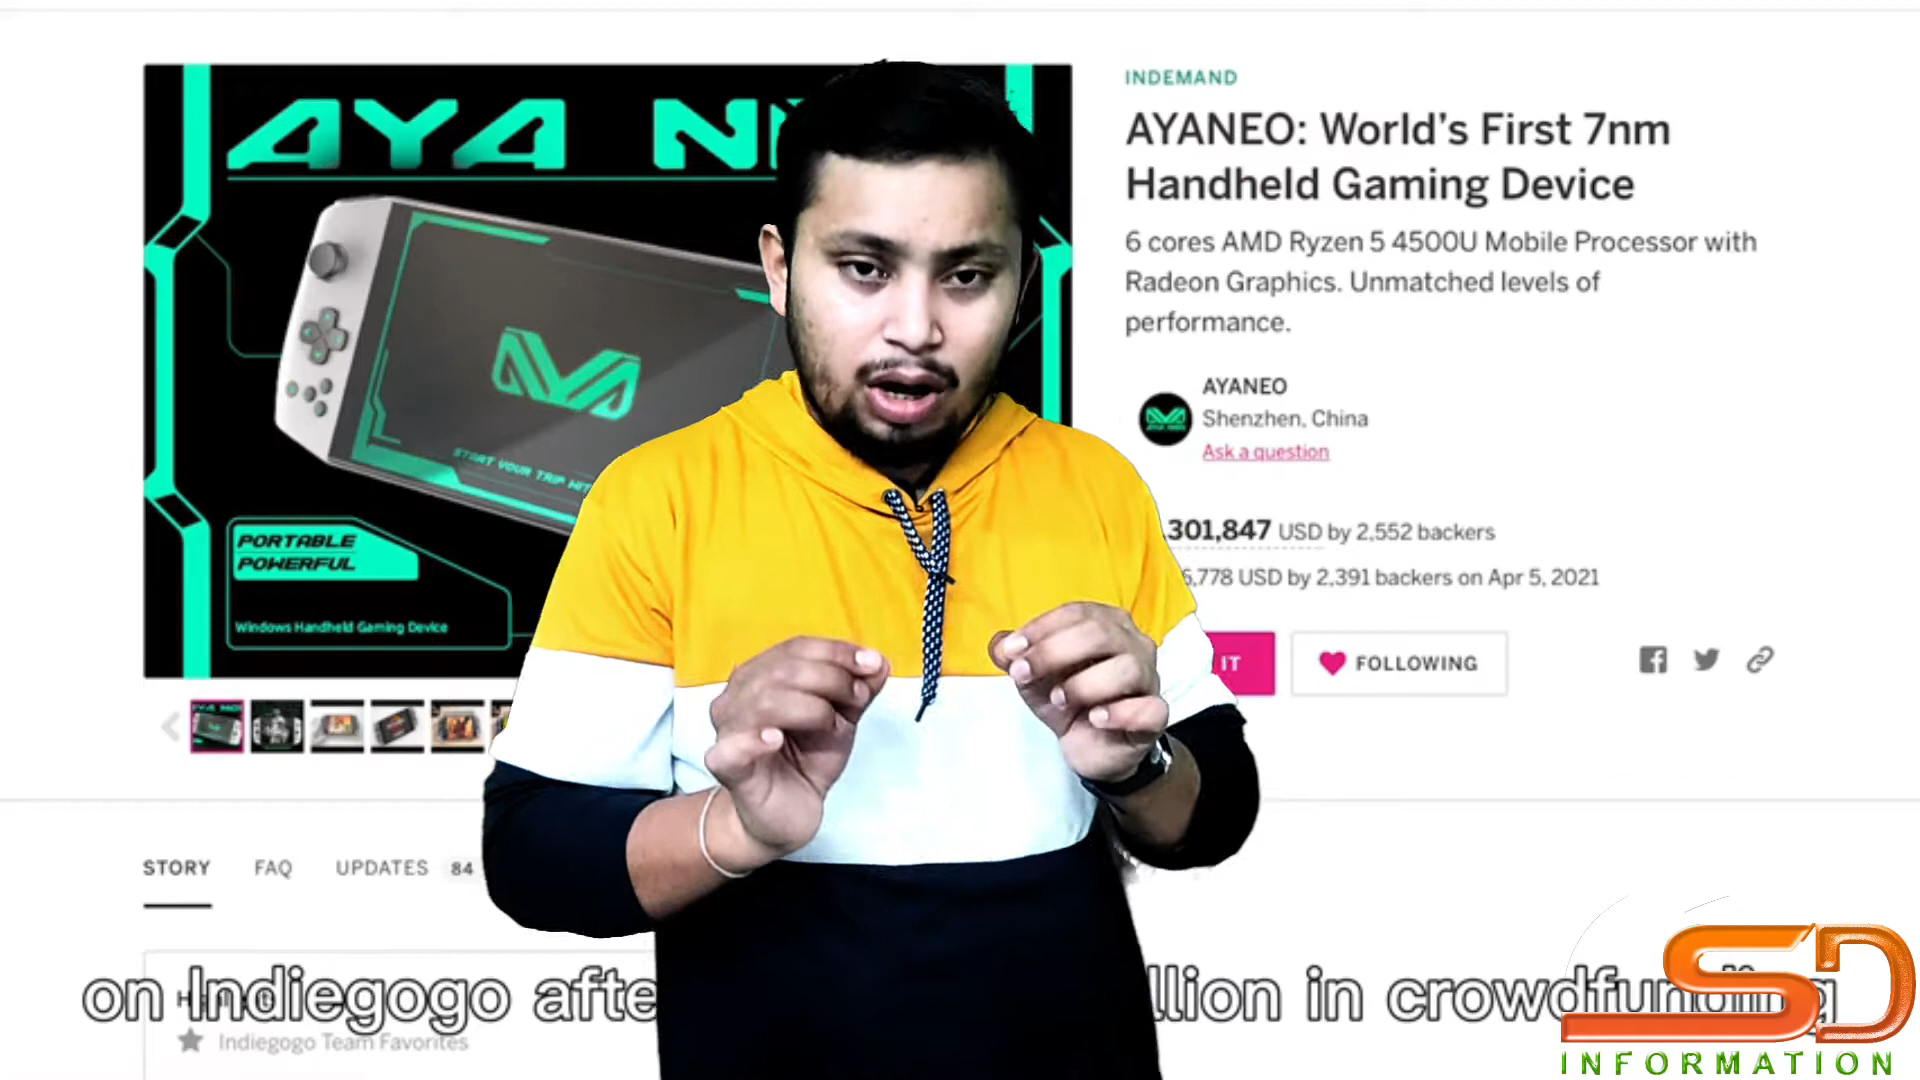 AYA
INDEMAND
AYANEO: World's First 7nm
Handheld Gaming Device
6 cores AMD Ryzen 5 4500U Mobile Processor with
Radeon Graphics. Unmatched levels of
performance.
AYANEO
Shenzhen, China
Ask a question
.301,847 USD by 2,552 backers
6,778 USD by 2,391 backers on Apr 5, 2021
IT
FOLLOWING
START YOUR TRIP
PORTABLE
POWERFUL
Windows Handheld Gaming Device
STORY FAQ UPDATES 84
on Indiegogo afte llion in crowdfunding
Indiegogo Team Favorites
SD
INFORMATION